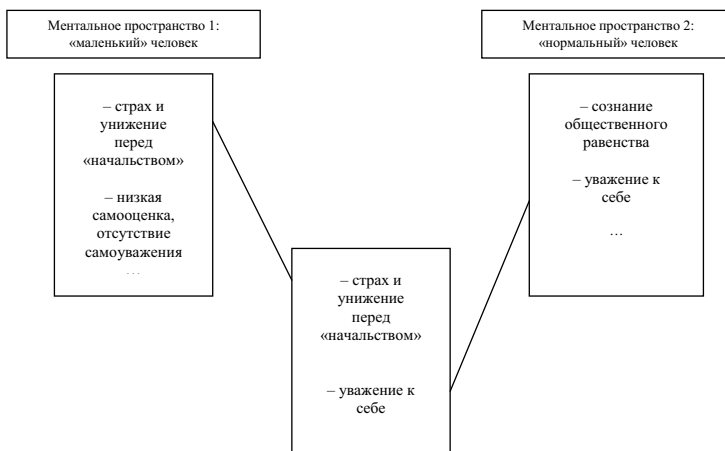 Ментальное пространство 1:
«маленький» человек
Ментальное пространство 2:
«нормальный» человек
– страх и
унижение
перед
«начальством»
– низкая
самооценка,
отсутствие
самоуважения
…
– сознание
общественного
равенства
– уважение к
себе
…
– страх и
унижение
перед
«начальством»
– уважение к
себе